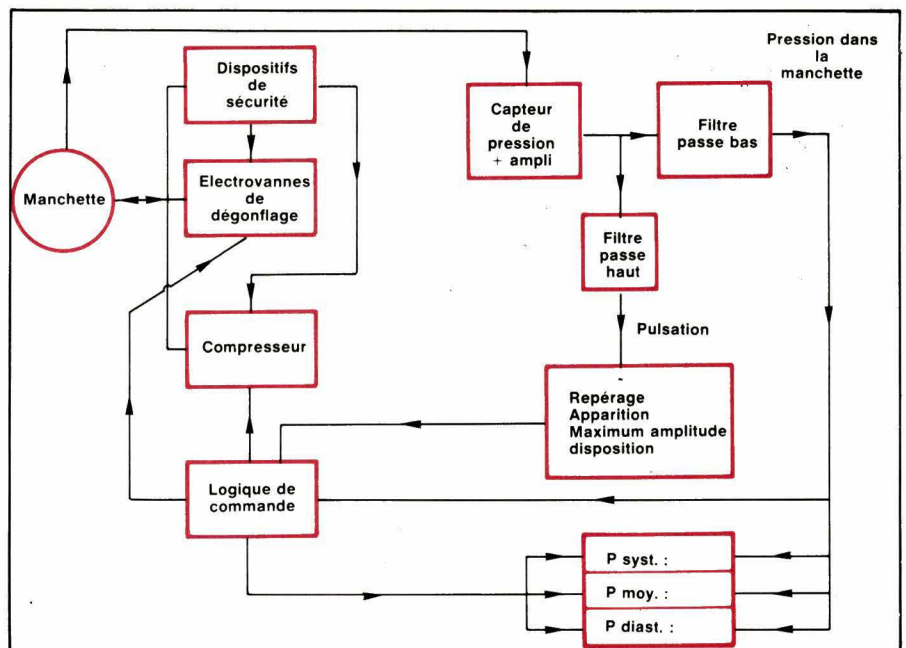 Pression dans
la
manchette
Dispositifs
de
sécurité
Capteur
de
pression
+ ampli
Filtre
passe bas
Manchette
Electrovannes
de
dégonflage
Filtre
passe
haut
Compresseur
Pulsation
Repérage
Apparition
Maximum amplitude
disposition
Logique de
commande
P syst. :
P moy. :
P diast. :